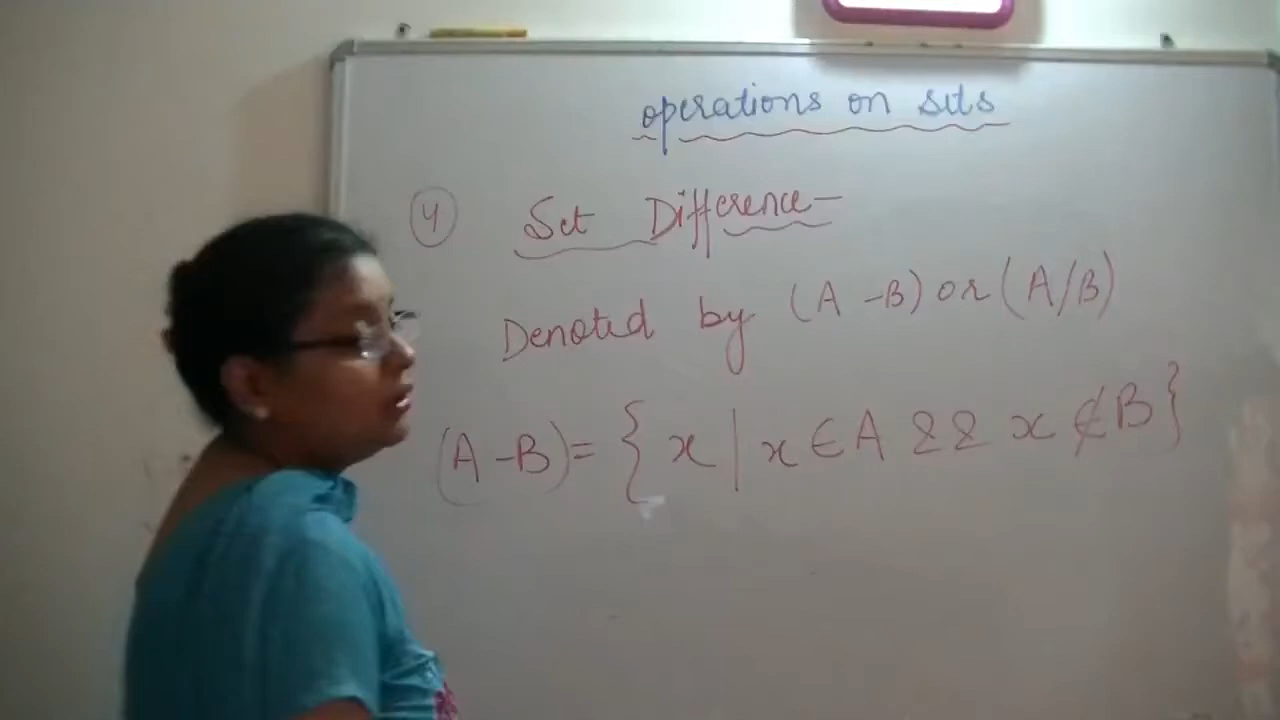 operations on sets
4 Set Difference-
Denoted by (A -B) or (A/B)
(A -B)= { x | x ∈ A && x ∉ B }